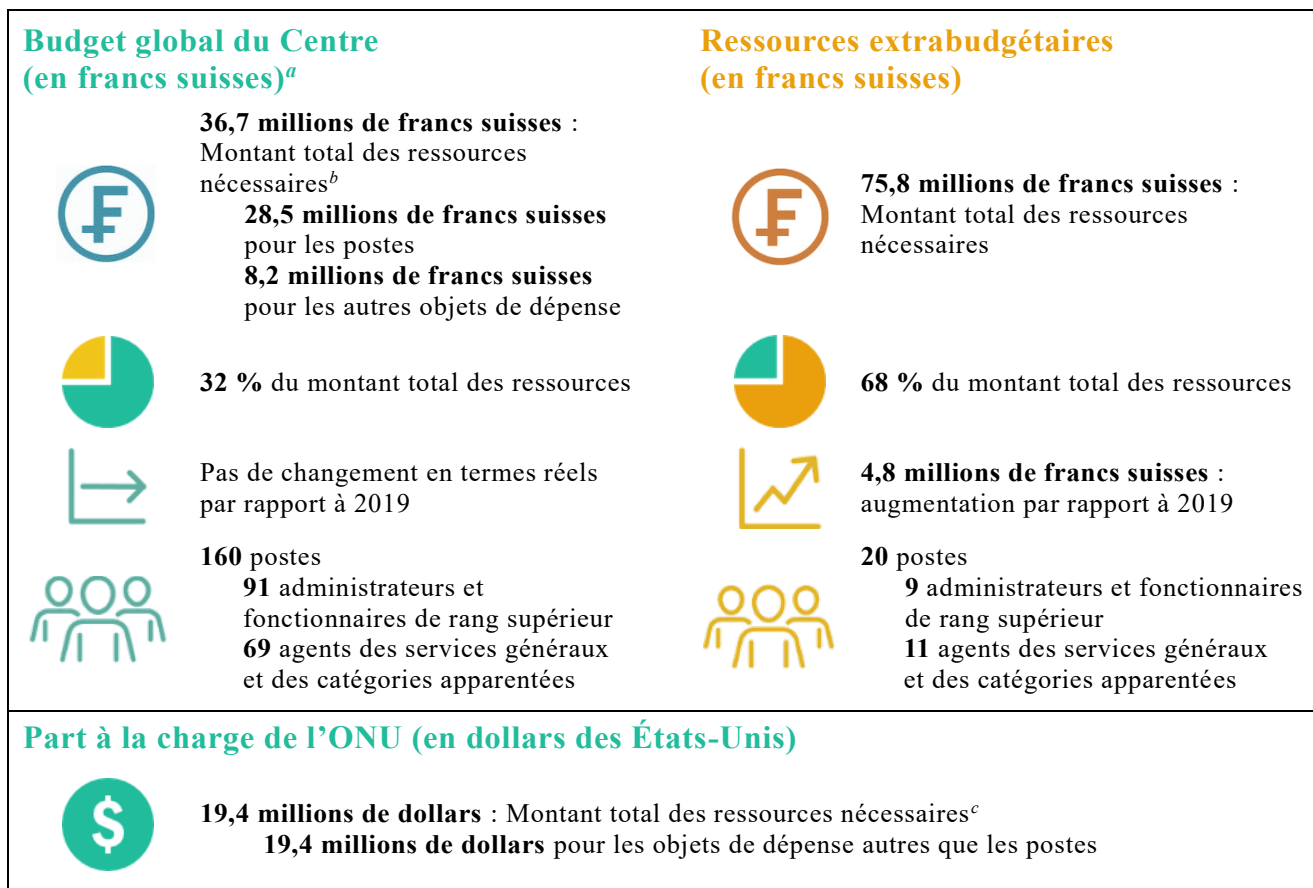 Budget global du Centre
(en francs suisses)a
36,7 millions de francs suisses :
Montant total des ressources
nécessairesb
28,5 millions de francs suisses
pour les postes
8,2 millions de francs suisses
pour les autres objets de dépense
32 % du montant total des ressources
Pas de changement en termes réels
par rapport à 2019
160 postes
91 administrateurs et
fonctionnaires de rang supérieur
69 agents des services généraux
et des catégories apparentées
Ressources extrabudgétaires
(en francs suisses)
75,8 millions de francs suisses :
Montant total des ressources
nécessaires
68 % du montant total des ressources
4,8 millions de francs suisses :
augmentation par rapport à 2019
20 postes
9 administrateurs et fonctionnaires
de rang supérieur
11 agents des services généraux
et des catégories apparentées
Part à la charge de l’ONU (en dollars des États-Unis)
$
19,4 millions de dollars : Montant total des ressources nécessairesc
19,4 millions de dollars pour les objets de dépense autres que les postes